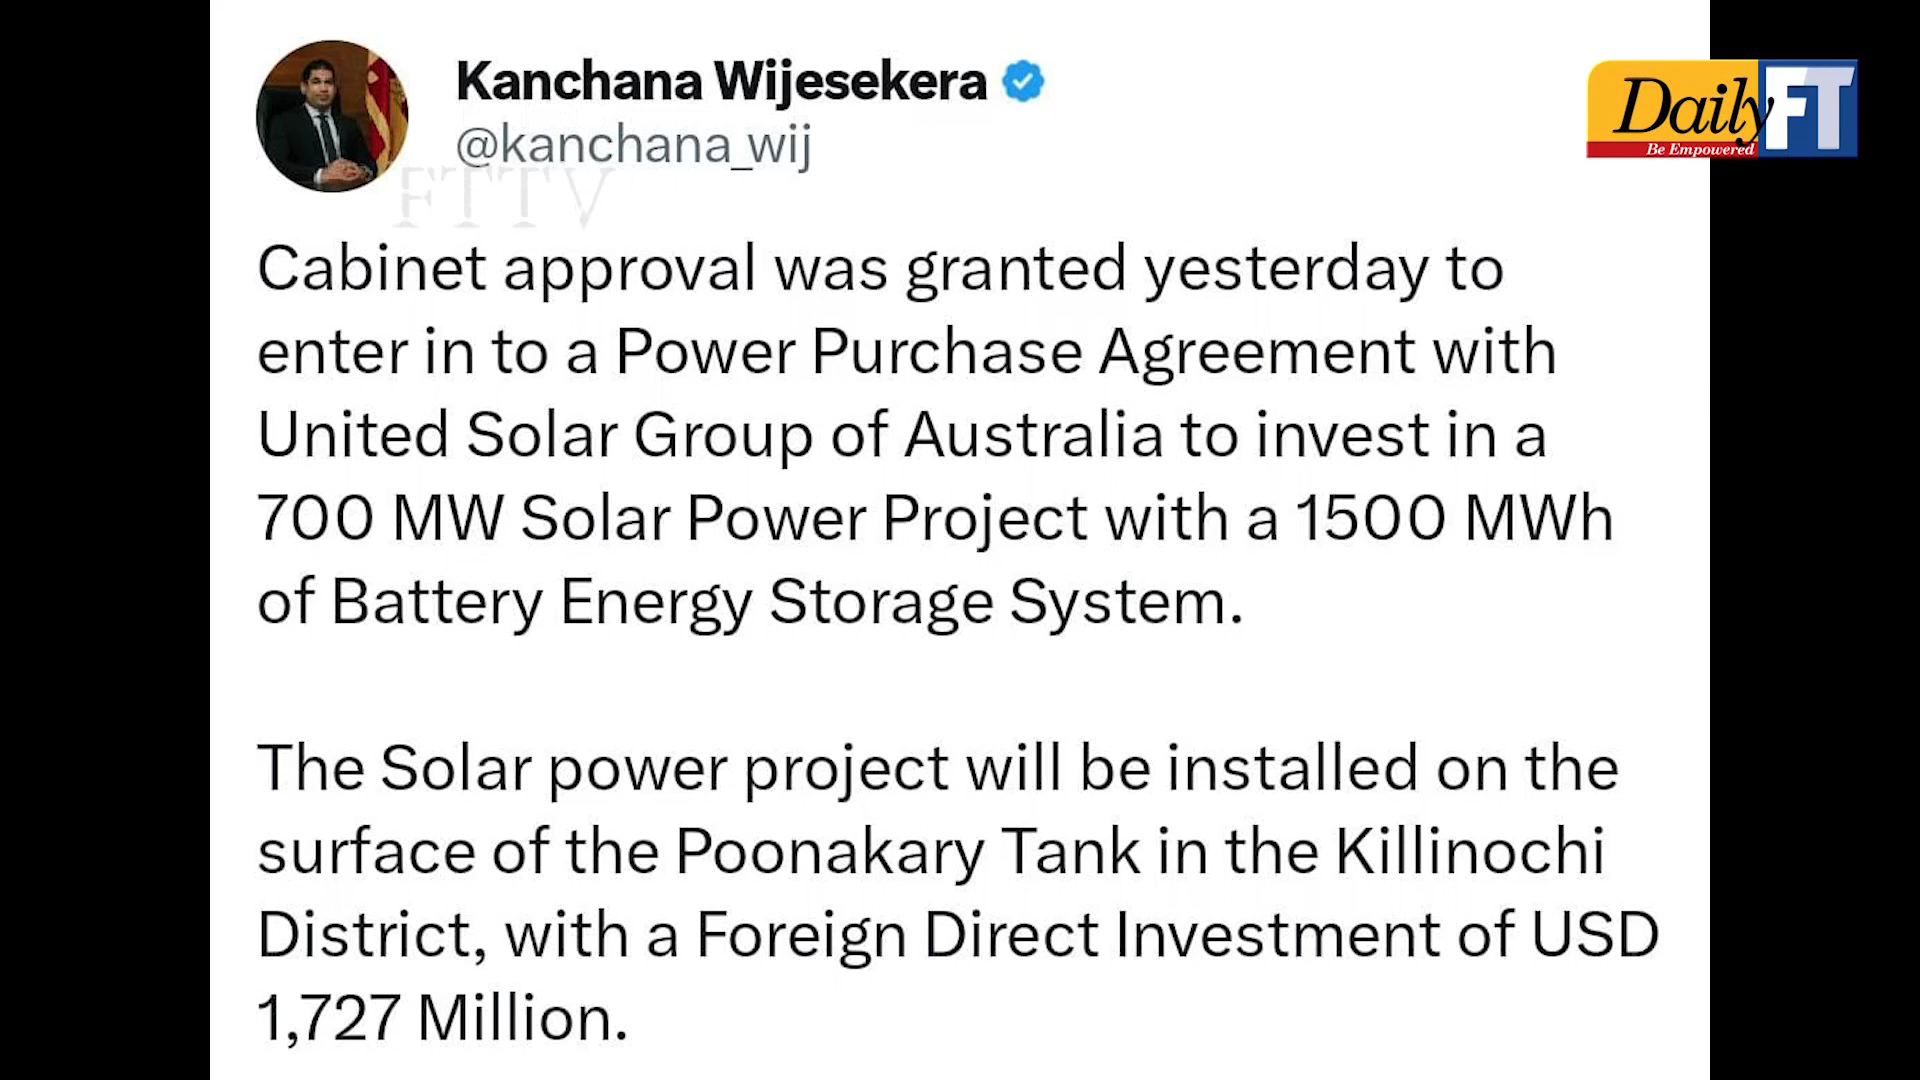 Kanchana Wijesekera
@kanchana_wij
Daily FT
Be Empowered
FTTV
Cabinet approval was granted yesterday to
enter in to a Power Purchase Agreement with
United Solar Group of Australia to invest in a
700 MW Solar Power Project with a 1500 MWh
of Battery Energy Storage System.
The Solar power project will be installed on the
surface of the Poonakary Tank in the Killinochi
District, with a Foreign Direct Investment of USD
1,727 Million.